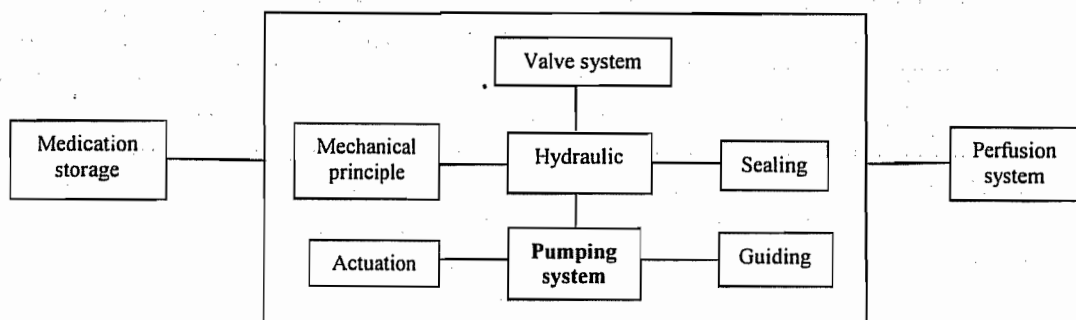 Valve system
Medication
storage
Mechanical
principle
Hydraulic
Sealing
Perfusion
system
Actuation
Pumping
system
Guiding